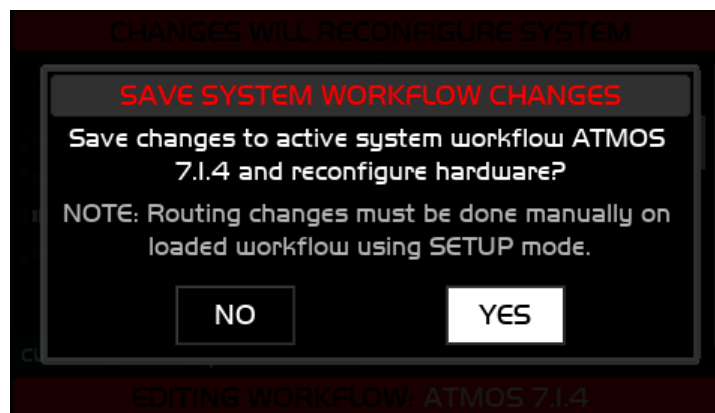 CHANGES WILL RECONFIGURE SYSTEM
SAVE SYSTEM WORKFLOW CHANGES
Save changes to active system workflow ATMOS
7.1.4 and reconfigure hardware?
NOTE: Routing changes must be done manually on
loaded workflow using SETUP mode.
NO
YES
EDITING WORKFLOW: ATMOS 7.1.4